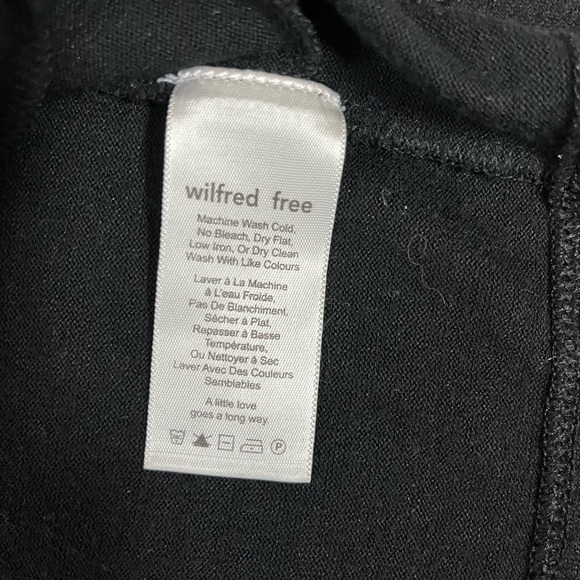 wilfred free
Machine Wash Cold,
No Bleach, Dry Flat,
Low Iron, Or Dry Clean
Wash With Like Colours
Laver à La Machine
à L'eau Froide,
Pas De Blanchiment,
Sècher à Plat,
Repasser à Basse
Température,
Ou Nettoyer à Sec
Laver Avec Des Couleurs
Semblables
A little love
goes a long way
P